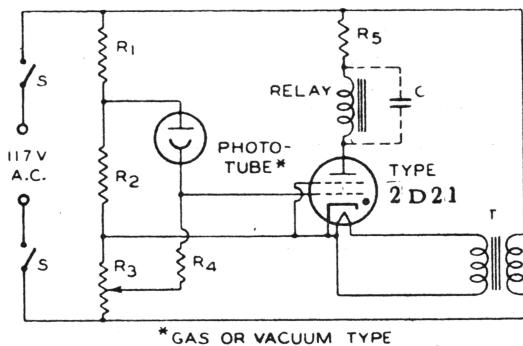 R1
R5
S
RELAY
C
117 V
A.C.
PHOTO-
TUBE*
TYPE
2D21
R2
R3
R4
S
T
*GAS OR VACUUM TYPE